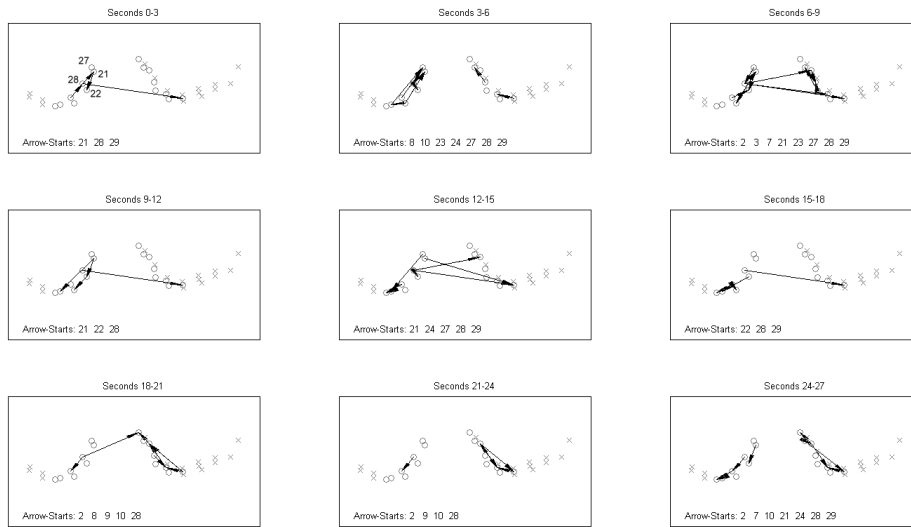 Seconds 0-3
Seconds 3-6
Seconds 6-9
27
21
28
22
Arrow-Starts: 21 28 29
Arrow-Starts: 8 10 23 24 27 28 29
Arrow-Starts: 2 3 7 21 23 27 28 29
Seconds 9-12
Seconds 12-15
Seconds 15-18
Arrow-Starts: 21 22 28
Arrow-Starts: 21 24 27 28 29
Arrow-Starts: 22 28 29
Seconds 18-21
Seconds 21-24
Seconds 24-27
Arrow-Starts: 2 8 9 10 28
Arrow-Starts: 2 9 10 28
Arrow-Starts: 2 7 10 21 24 28 29